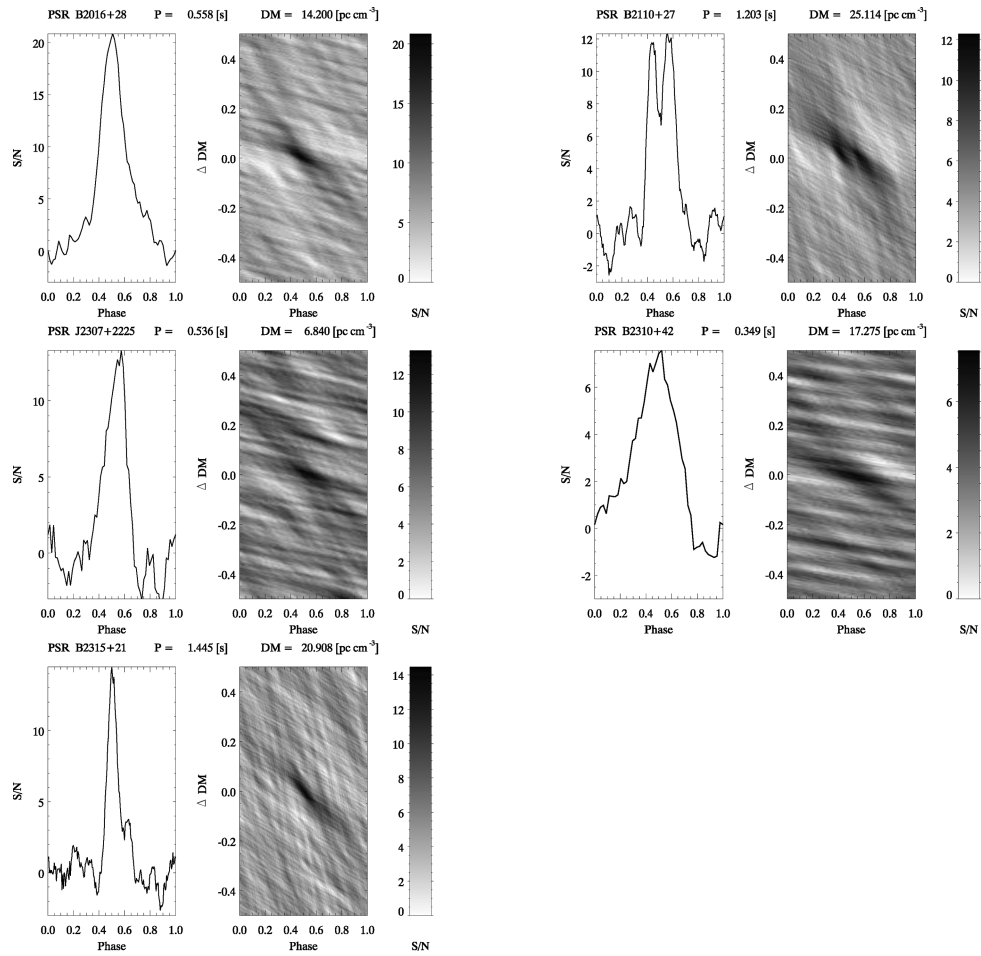 PSR B2016+28 P = 0.558 [s] DM = 14.200 [pc cm⁻³]
S/N
20
15
10
5
0
0.0 0.2 0.4 0.6 0.8 1.0
Phase
△ DM
0.4
0.2
0.0
-0.2
-0.4
0.0 0.2 0.4 0.6 0.8 1.0
Phase
20
15
10
5
0
S/N
PSR B2110+27 P = 1.203 [s] DM = 25.114 [pc cm⁻³]
S/N
12
10
8
6
4
2
0
-2
0.0 0.2 0.4 0.6 0.8 1.0
Phase
△ DM
0.4
0.2
0.0
-0.2
-0.4
0.0 0.2 0.4 0.6 0.8 1.0
Phase
12
10
8
6
4
2
0
S/N
PSR J2307+2225 P = 0.536 [s] DM = 6.840 [pc cm⁻³]
S/N
10
5
0
0.0 0.2 0.4 0.6 0.8 1.0
Phase
△ DM
0.4
0.2
0.0
-0.2
-0.4
0.0 0.2 0.4 0.6 0.8 1.0
Phase
12
10
8
6
4
2
0
S/N
PSR B2310+42 P = 0.349 [s] DM = 17.275 [pc cm⁻³]
S/N
6
4
2
0
-2
0.0 0.2 0.4 0.6 0.8 1.0
Phase
△ DM
0.4
0.2
0.0
-0.2
-0.4
0.0 0.2 0.4 0.6 0.8 1.0
Phase
6
4
2
0
S/N
PSR B2315+21 P = 1.445 [s] DM = 20.908 [pc cm⁻³]
S/N
10
5
0
0.0 0.2 0.4 0.6 0.8 1.0
Phase
△ DM
0.4
0.2
0.0
-0.2
-0.4
0.0 0.2 0.4 0.6 0.8 1.0
Phase
14
12
10
8
6
4
2
0
S/N